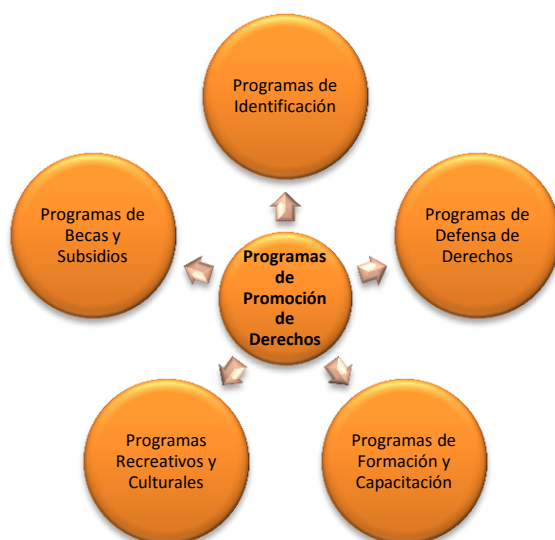 Programas de
Identificación
Programas de
Becas y
Subsidios
Programas de
Defensa de
Derechos
Programas
de
Promoción
de
Derechos
Programas
Recreativos y
Culturales
Programas de
Formación y
Capacitación